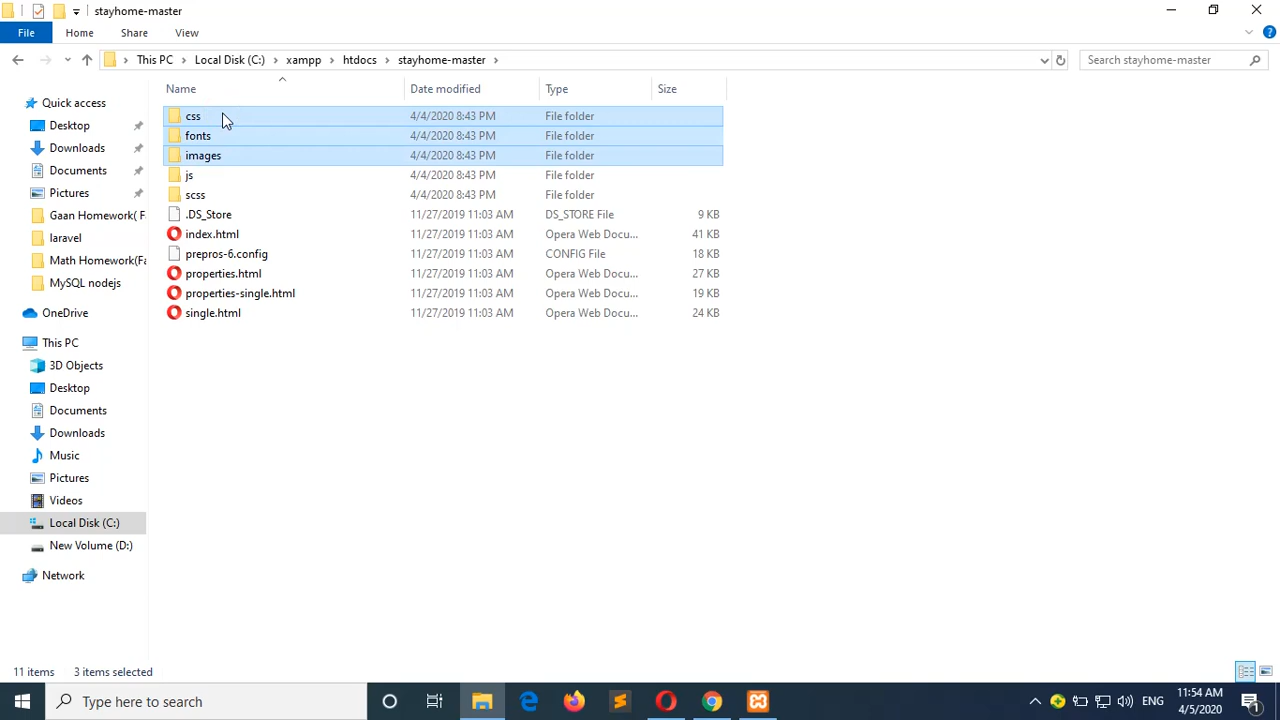 stayhome-master
File Home Share View
This PC Local Disk (C:) xampp htdocs stayhome-master Search stayhome-master
Name Date modified Type Size
Quick access
Desktop
Downloads
Documents
Pictures
Gaan Homework( F
laravel
Math Homework(Fa
MySQL nodejs
OneDrive
This PC
3D Objects
Desktop
Documents
Downloads
Music
Pictures
Videos
Local Disk (C:)
New Volume (D:)
Network
css 4/4/2020 8:43 PM File folder
fonts 4/4/2020 8:43 PM File folder
images 4/4/2020 8:43 PM File folder
js 4/4/2020 8:43 PM File folder
scss 4/4/2020 8:43 PM File folder
.DS_Store 11/27/2019 11:03 AM DS_STORE File 9 KB
index.html 11/27/2019 11:03 AM Opera Web Docu... 41 KB
prepros-6.config 11/27/2019 11:03 AM CONFIG File 18 KB
properties.html 11/27/2019 11:03 AM Opera Web Docu... 27 KB
properties-single.html 11/27/2019 11:03 AM Opera Web Docu... 19 KB
single.html 11/27/2019 11:03 AM Opera Web Docu... 24 KB
11 items 3 items selected
Type here to search
ENG
11:54 AM
4/5/2020
1